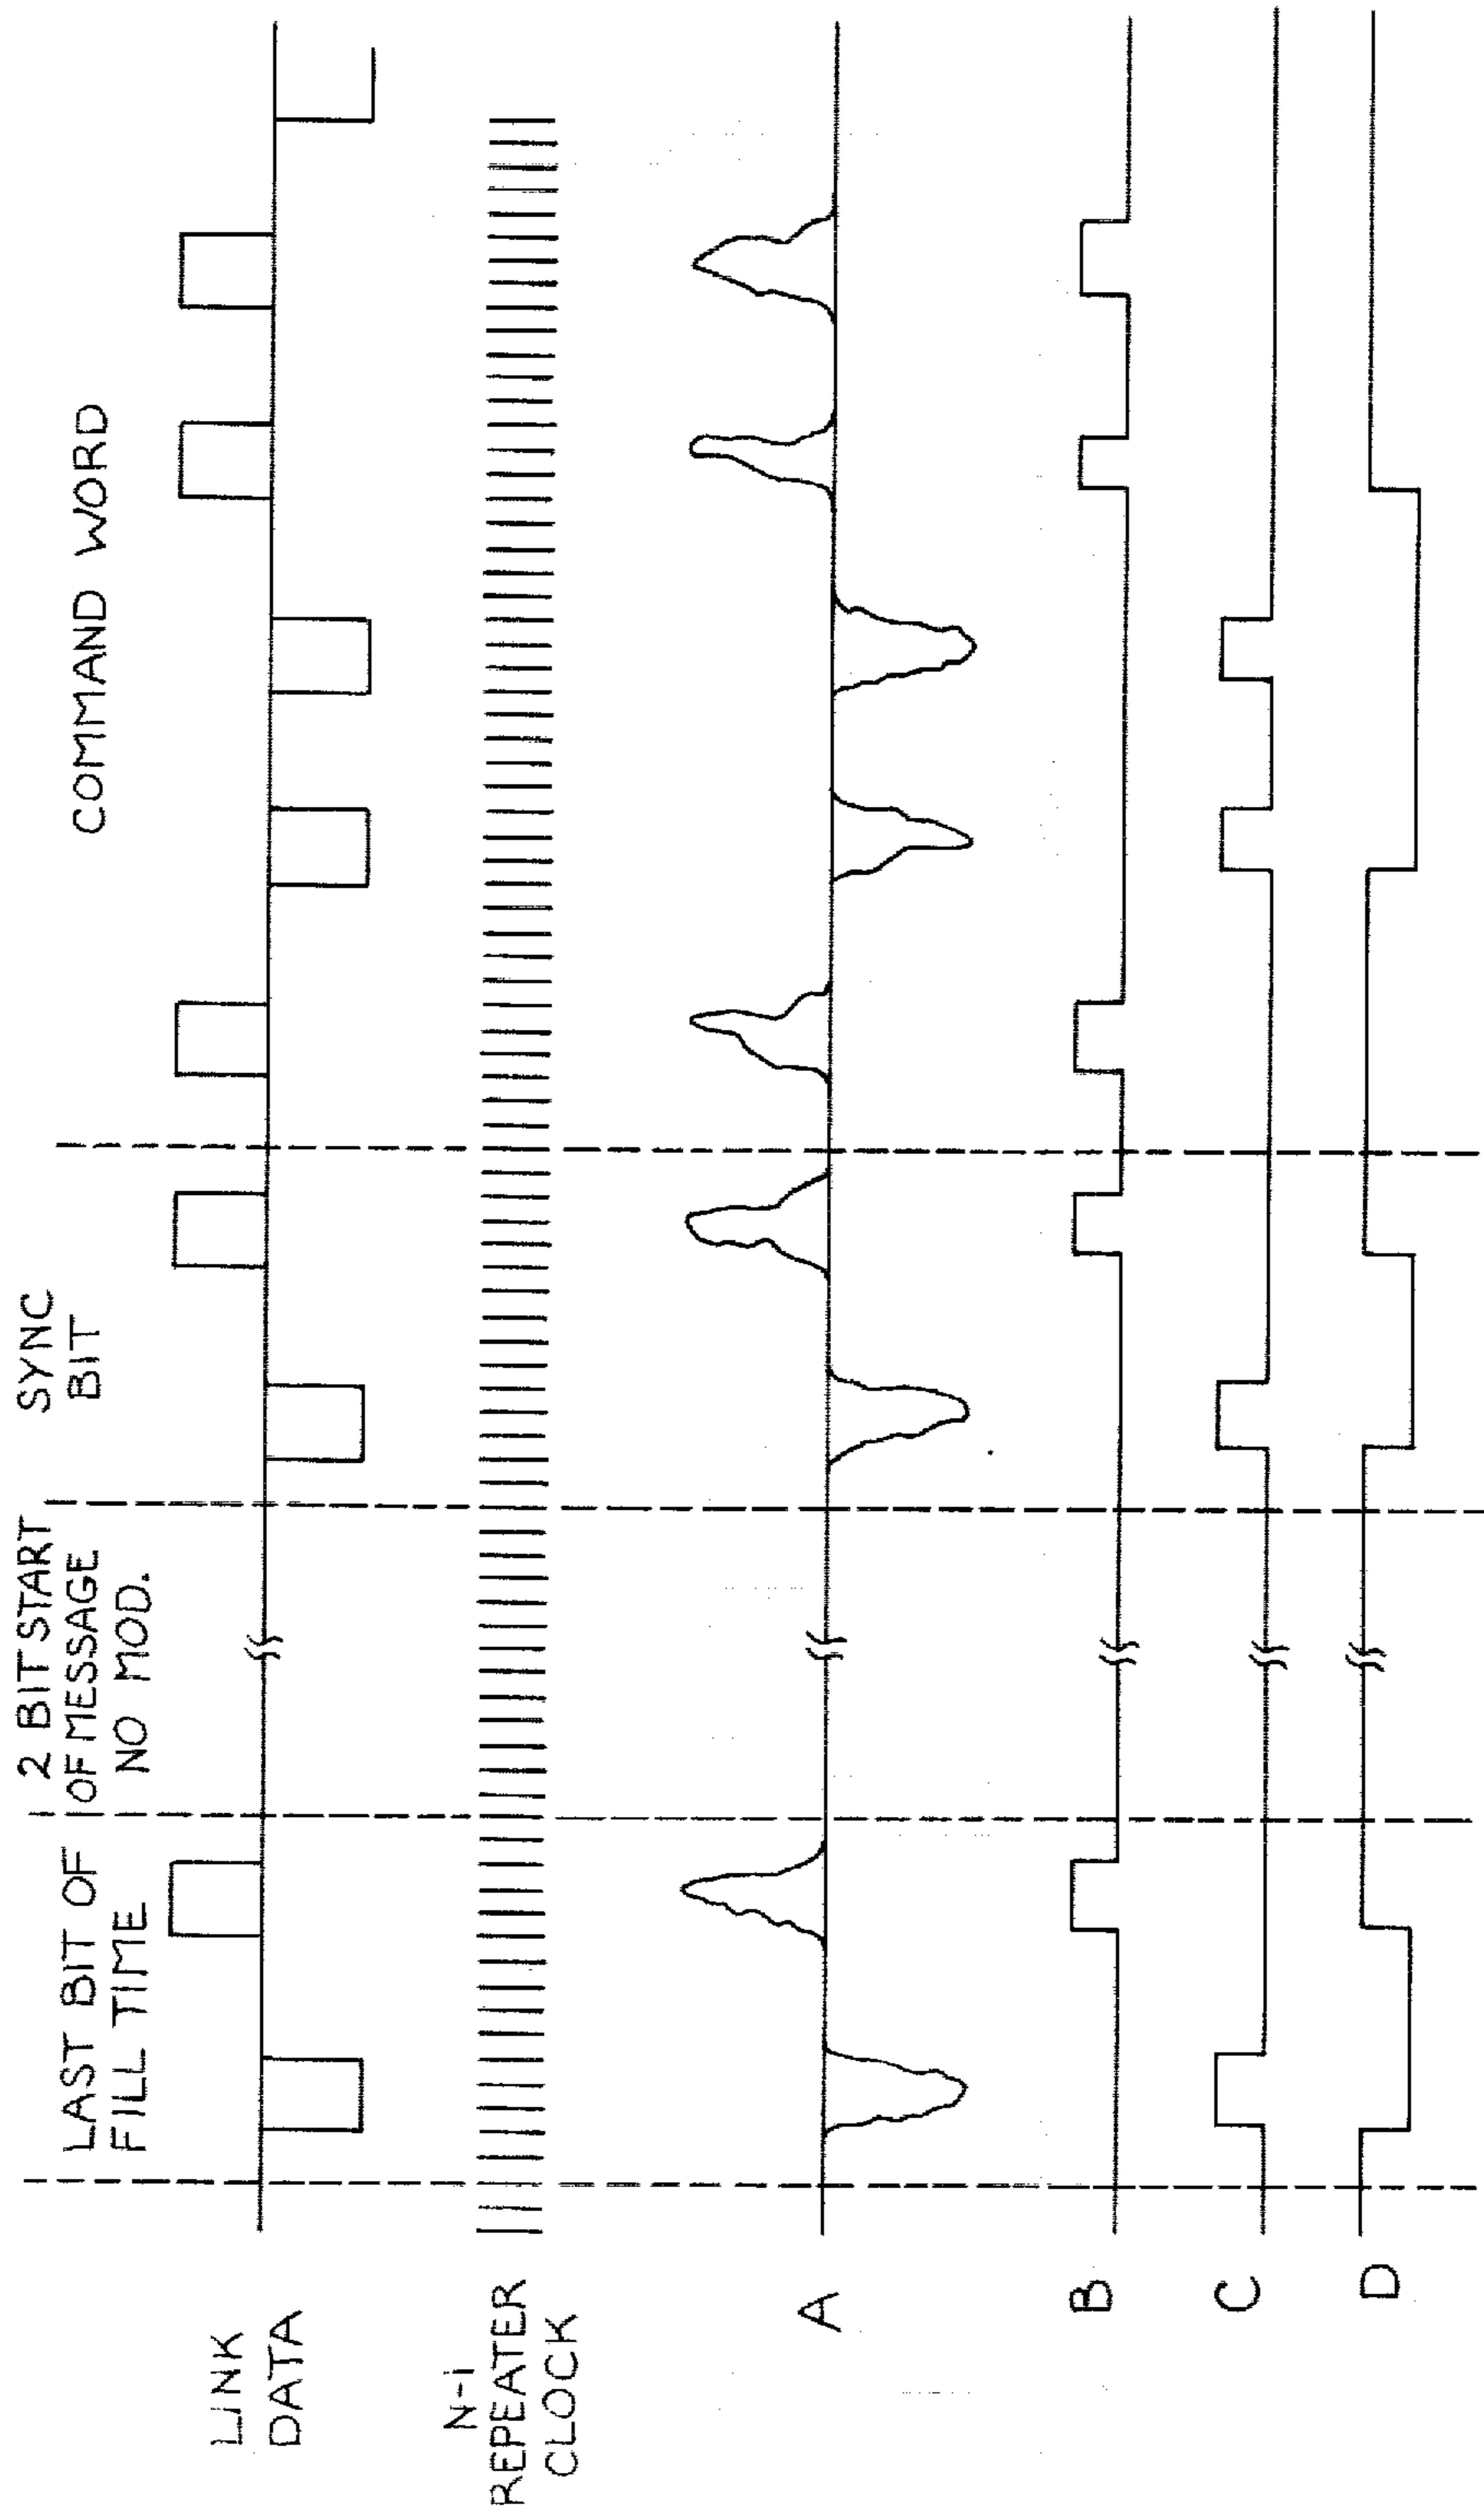 LAST BIT OF
FILL TIME
2 BIT START
OF MESSAGE
NO MOD.
SYNC
BIT
COMMAND WORD
LINK
DATA
N-1
REPEATER
CLOCK
A
B
C
D